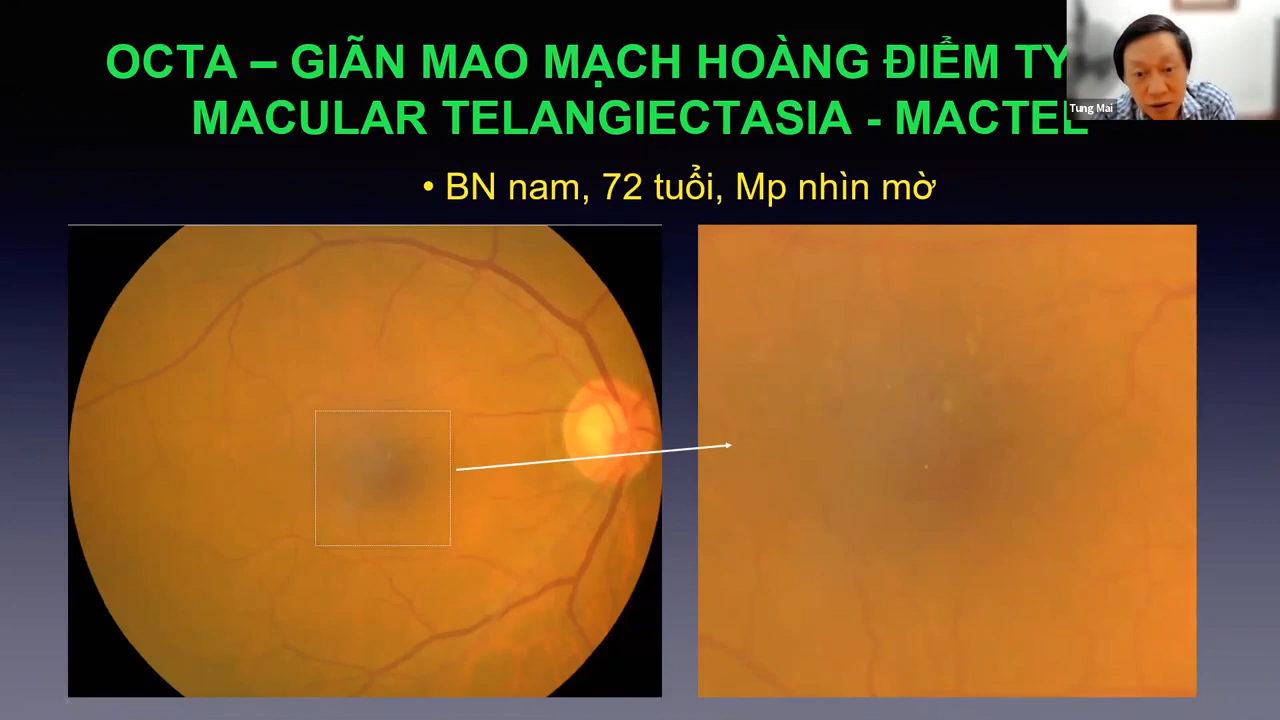 OCTA – GIÃN MAO MẠCH HOÀNG ĐIỂM TY
MACULAR TELANGIECTASIA - MACTEL
• BN nam, 72 tuổi, Mp nhìn mờ
Tung Mai